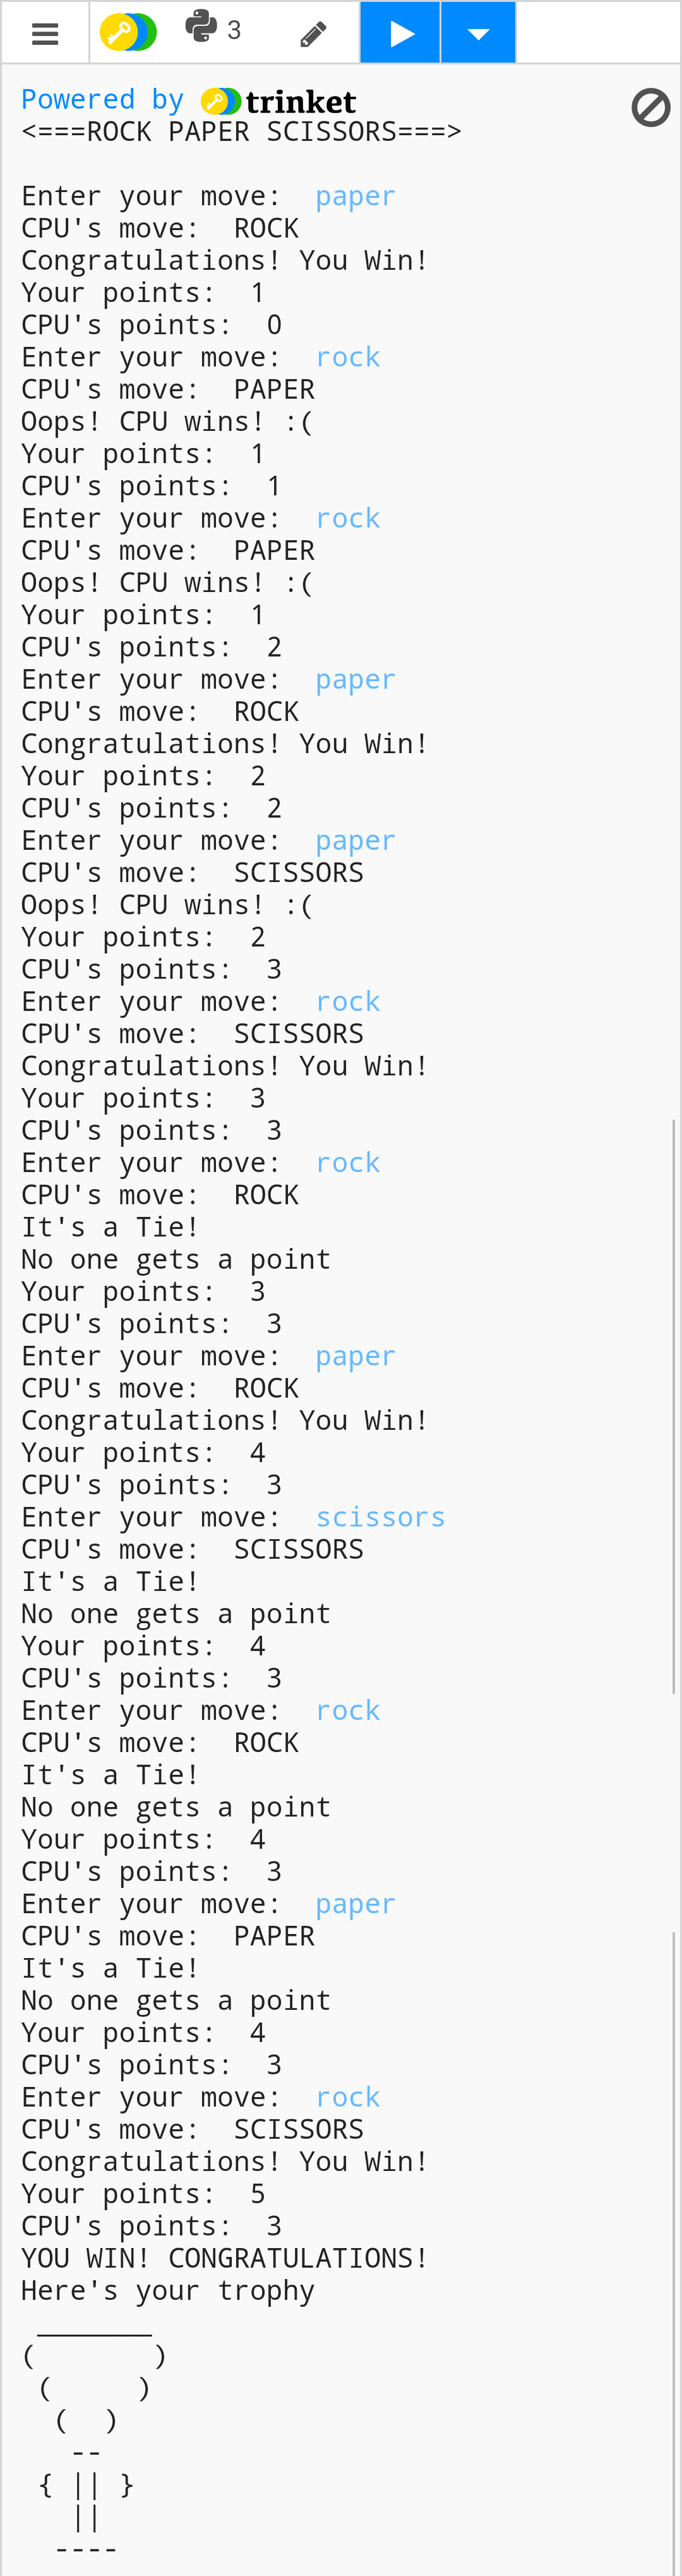 3
Powered by trinket
<===ROCK PAPER SCISSORS===>
Enter your move:  paper
CPU's move:  ROCK
Congratulations! You Win!
Your points:  1
CPU's points:  0
Enter your move:  rock
CPU's move:  PAPER
Oops! CPU wins! :(
Your points:  1
CPU's points:  1
Enter your move:  rock
CPU's move:  PAPER
Oops! CPU wins! :(
Your points:  1
CPU's points:  2
Enter your move:  paper
CPU's move:  ROCK
Congratulations! You Win!
Your points:  2
CPU's points:  2
Enter your move:  paper
CPU's move:  SCISSORS
Oops! CPU wins! :(
Your points:  2
CPU's points:  3
Enter your move:  rock
CPU's move:  SCISSORS
Congratulations! You Win!
Your points:  3
CPU's points:  3
Enter your move:  rock
CPU's move:  ROCK
It's a Tie!
No one gets a point
Your points:  3
CPU's points:  3
Enter your move:  paper
CPU's move:  ROCK
Congratulations! You Win!
Your points:  4
CPU's points:  3
Enter your move:  scissors
CPU's move:  SCISSORS
It's a Tie!
No one gets a point
Your points:  4
CPU's points:  3
Enter your move:  rock
CPU's move:  ROCK
It's a Tie!
No one gets a point
Your points:  4
CPU's points:  3
Enter your move:  paper
CPU's move:  PAPER
It's a Tie!
No one gets a point
Your points:  4
CPU's points:  3
Enter your move:  rock
CPU's move:  SCISSORS
Congratulations! You Win!
Your points:  5
CPU's points:  3
YOU WIN! CONGRATULATIONS!
Here's your trophy
 _______
(       )
 (     )
  (  )
   --
 { || }
   ||
  ----